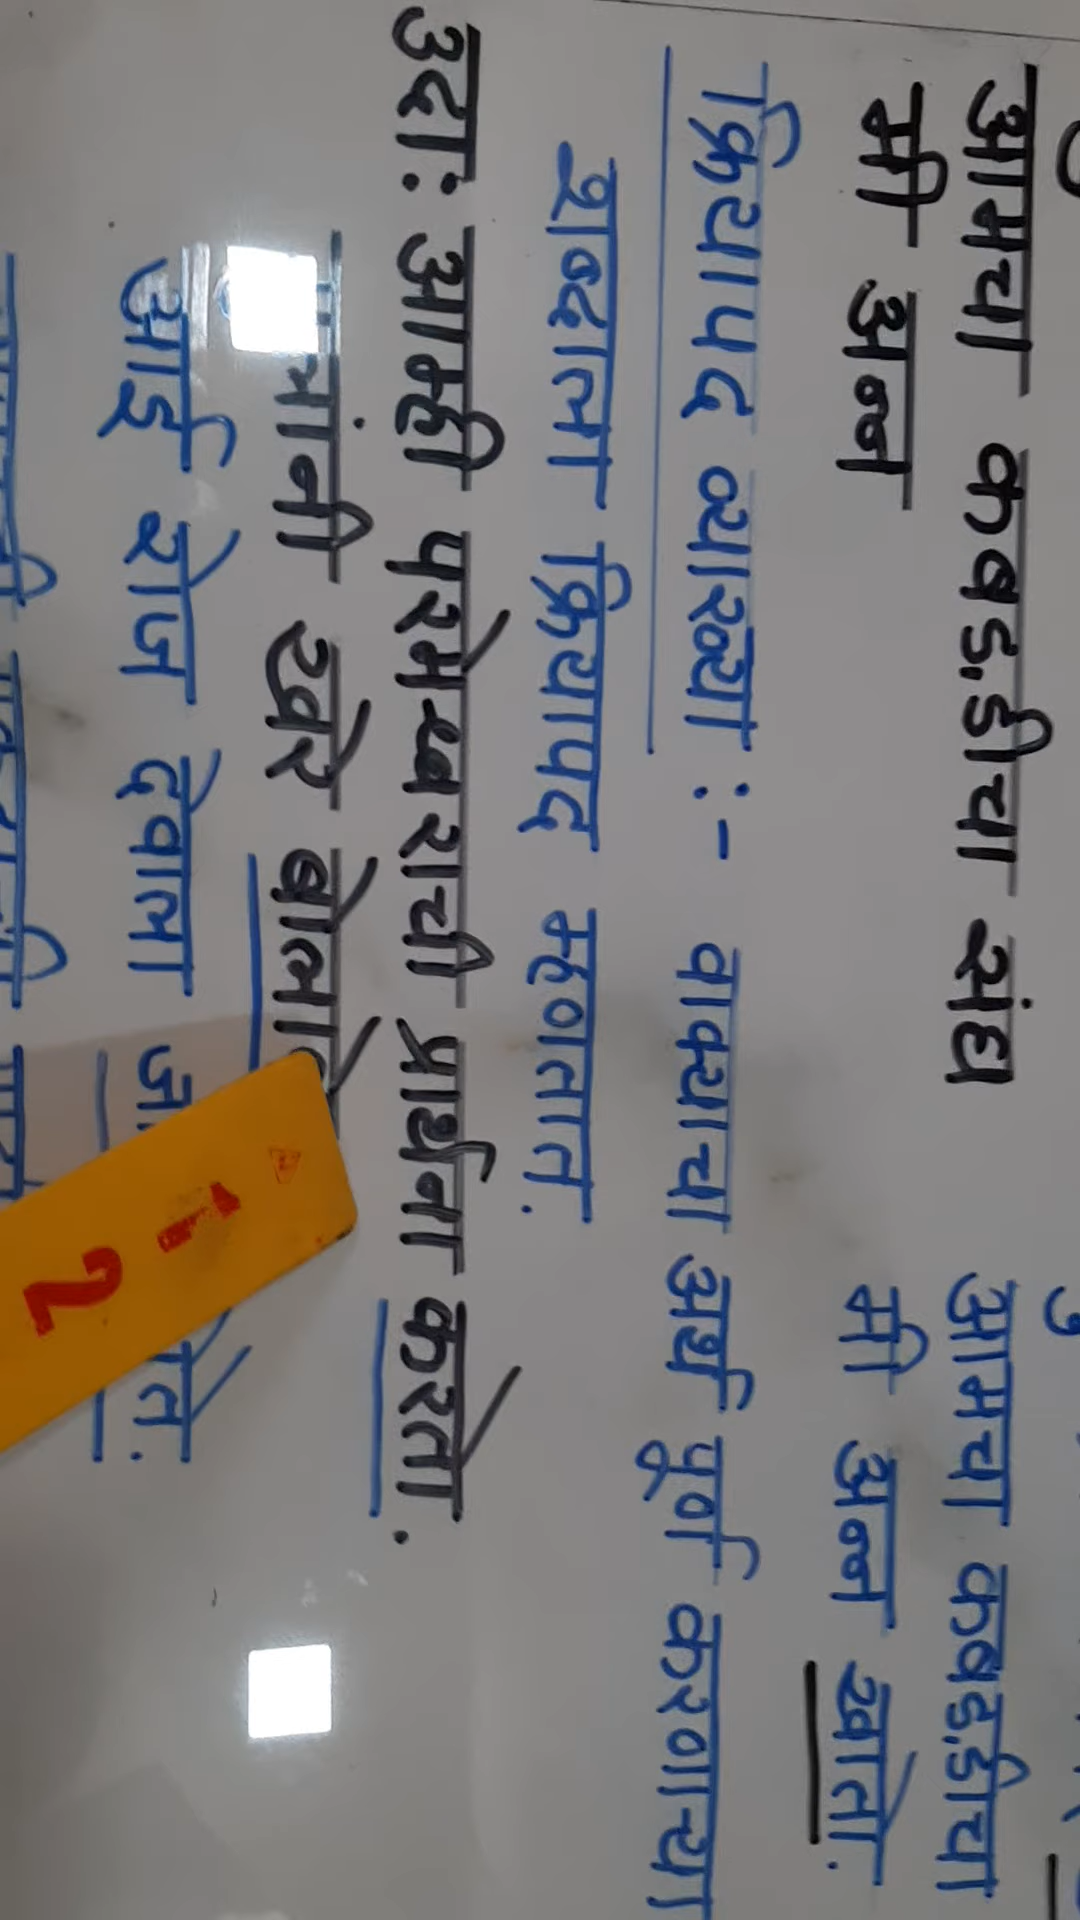 आमचा कबड्डीचा संघ
आमचा कबड्डीचा
मी अन्न
मी अन्न खातो.
क्रियापद व्याख्या :- वाक्याचा अर्थ पूर्ण करणाऱ्या
शब्दाला क्रियापद म्हणतात.
उदा: आम्ही परमेश्वराची प्रार्थना करतो.
खरे
आई रोज देवाला
2